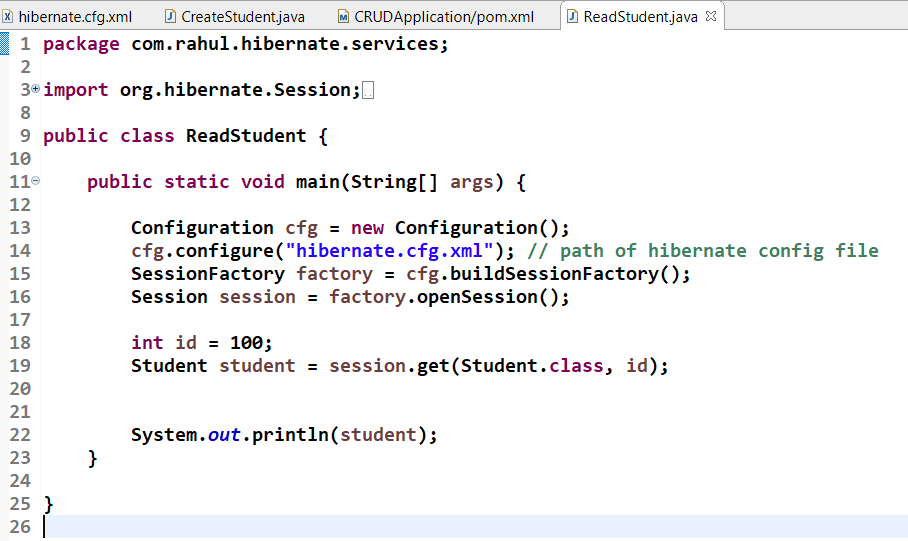 hibernate.cfg.xml CreateStudent.java CRUDApplication/pom.xml ReadStudent.java
1 package com.rahul.hibernate.services;
2
3 import org.hibernate.Session;
8
9 public class ReadStudent {
10
11 public static void main(String[] args) {
12
13 Configuration cfg = new Configuration();
14 cfg.configure("hibernate.cfg.xml"); // path of hibernate config file
15 SessionFactory factory = cfg.buildSessionFactory();
16 Session session = factory.openSession();
17
18 int id = 100;
19 Student student = session.get(Student.class, id);
20
21
22 System.out.println(student);
23 }
24
25 }
26